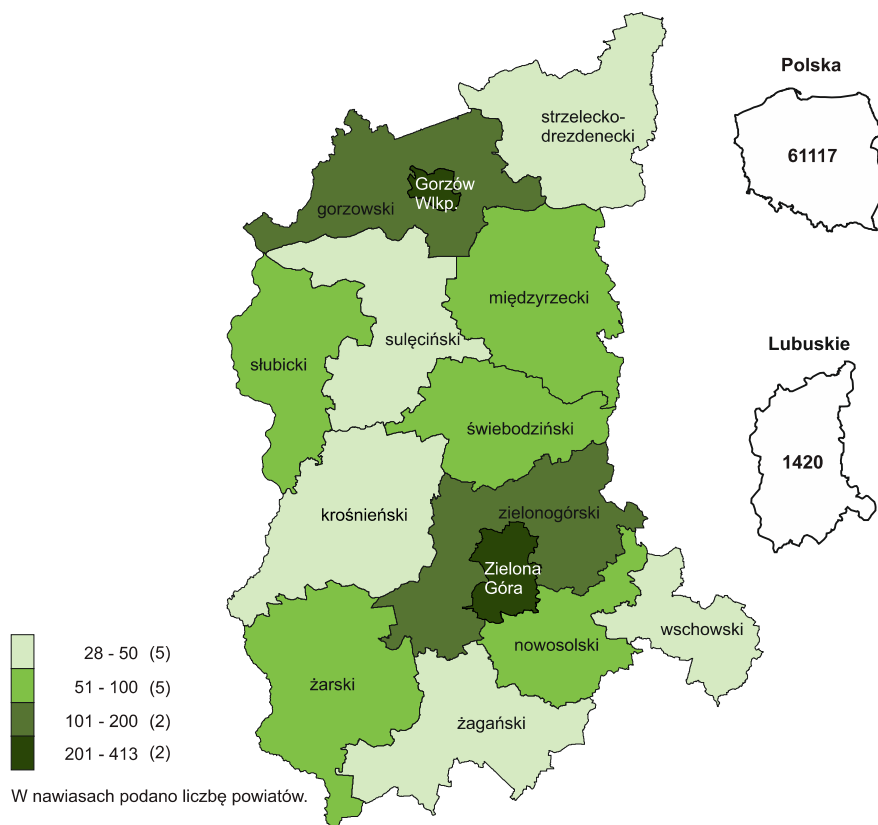 Polska
61117
strzelecko-
drezdenecki
Gorzów
Wlkp.
gorzowski
międzyrzecki
sulęciński
słubicki
Lubuskie
1420
świebodziński
krośnieński
zielonogórski
Zielona
Góra
wschowski
nowosolski
żarski
żagański
28 - 50 (5)
51 - 100 (5)
101 - 200 (2)
201 - 413 (2)
W nawiasach podano liczbę powiatów.